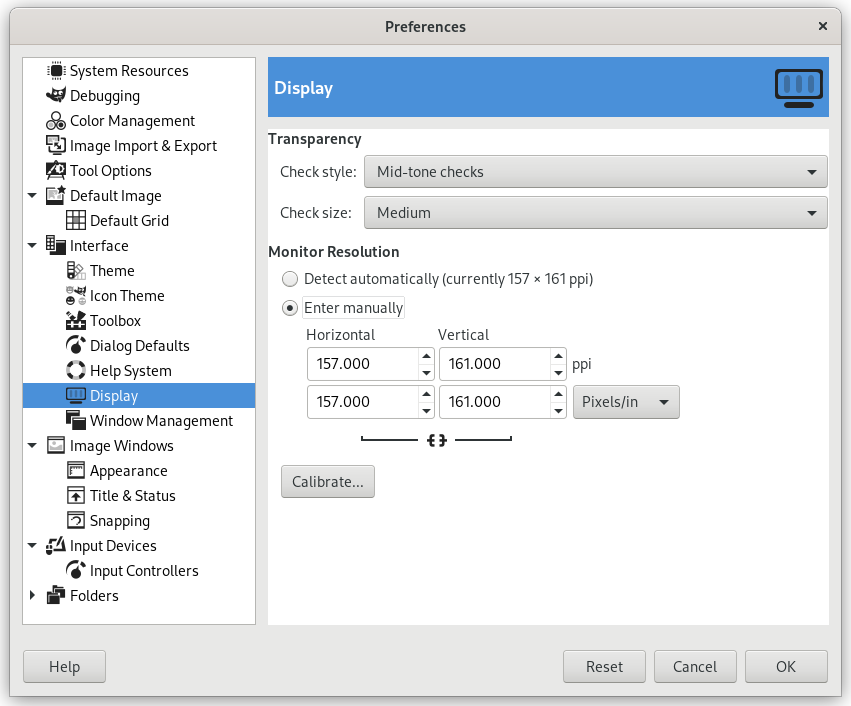 Preferences
System Resources
Debugging
Color Management
Image Import & Export
Tool Options
Default Image
Default Grid
Interface
Theme
Icon Theme
Toolbox
Dialog Defaults
Help System
Display
Window Management
Image Windows
Appearance
Title & Status
Snapping
Input Devices
Input Controllers
Folders
Display
Transparency
Check style: Mid-tone checks
Check size: Medium
Monitor Resolution
Detect automatically (currently 157 × 161 ppi)
Enter manually
Horizontal Vertical
157.000 161.000 ppi
157.000 161.000 Pixels/in
Calibrate...
Help Reset Cancel OK